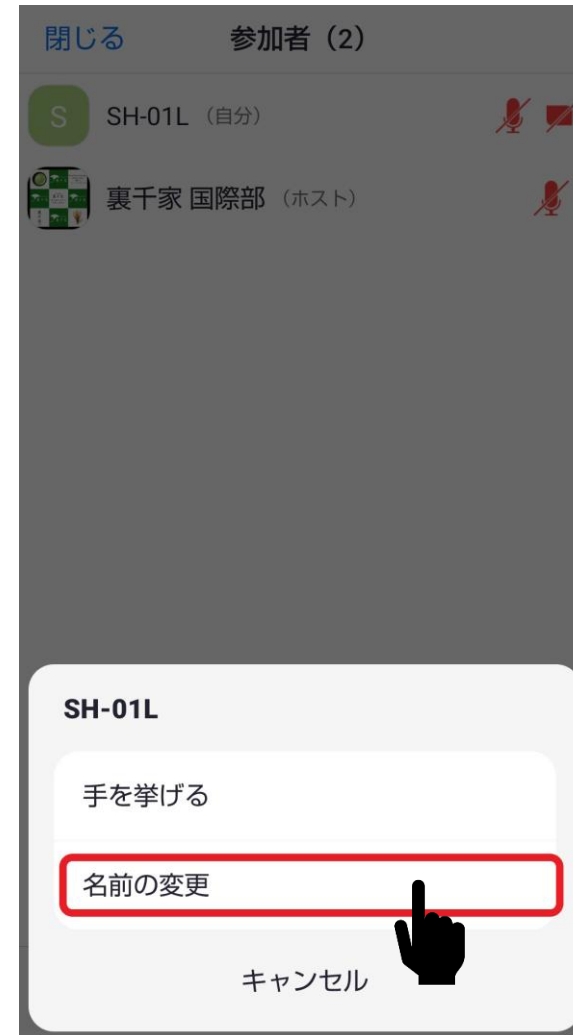 閉じる 参加者（2）
S SH-01L （自分）
裏千家 国際部 （ホスト）
SH-01L
手を挙げる
名前の変更
キャンセル